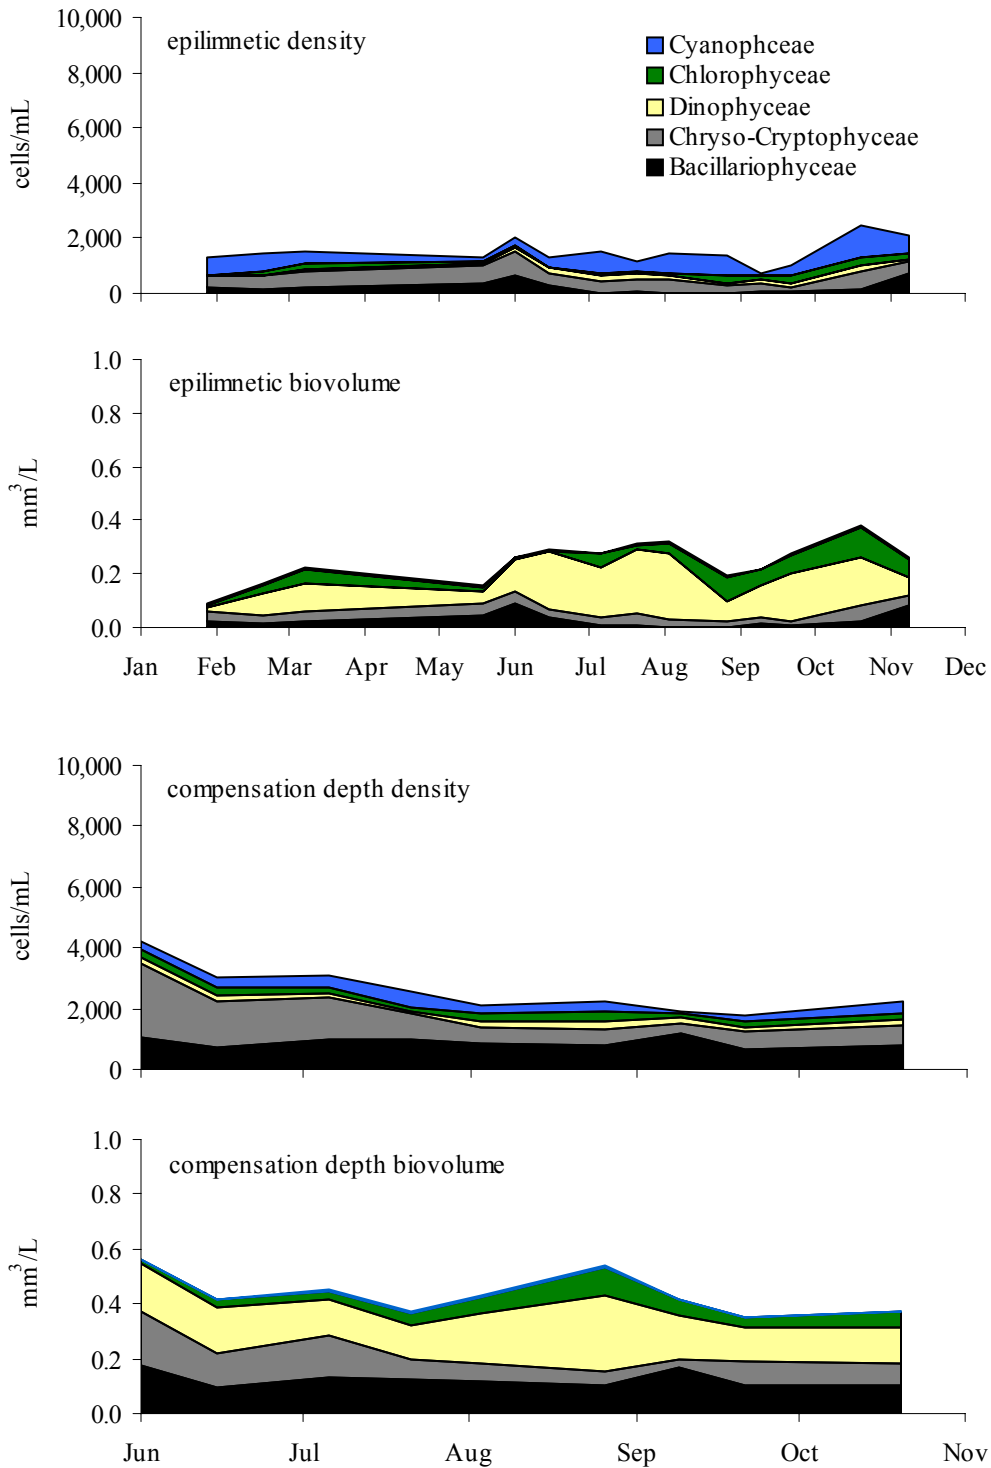 10,000
epilimnetic density
Cyanophceae
Chlorophyceae
Dinophyceae
Chryso-Cryptophyceae
Bacillariophyceae
8,000
6,000
4,000
2,000
0
cells/mL
1.0
epilimnetic biovolume
0.8
0.6
0.4
0.2
0.0
mm³/L
Jan Feb Mar Apr May Jun Jul Aug Sep Oct Nov Dec
10,000
compensation depth density
8,000
6,000
4,000
2,000
0
cells/mL
1.0
compensation depth biovolume
0.8
0.6
0.4
0.2
0.0
mm³/L
Jun Jul Aug Sep Oct Nov